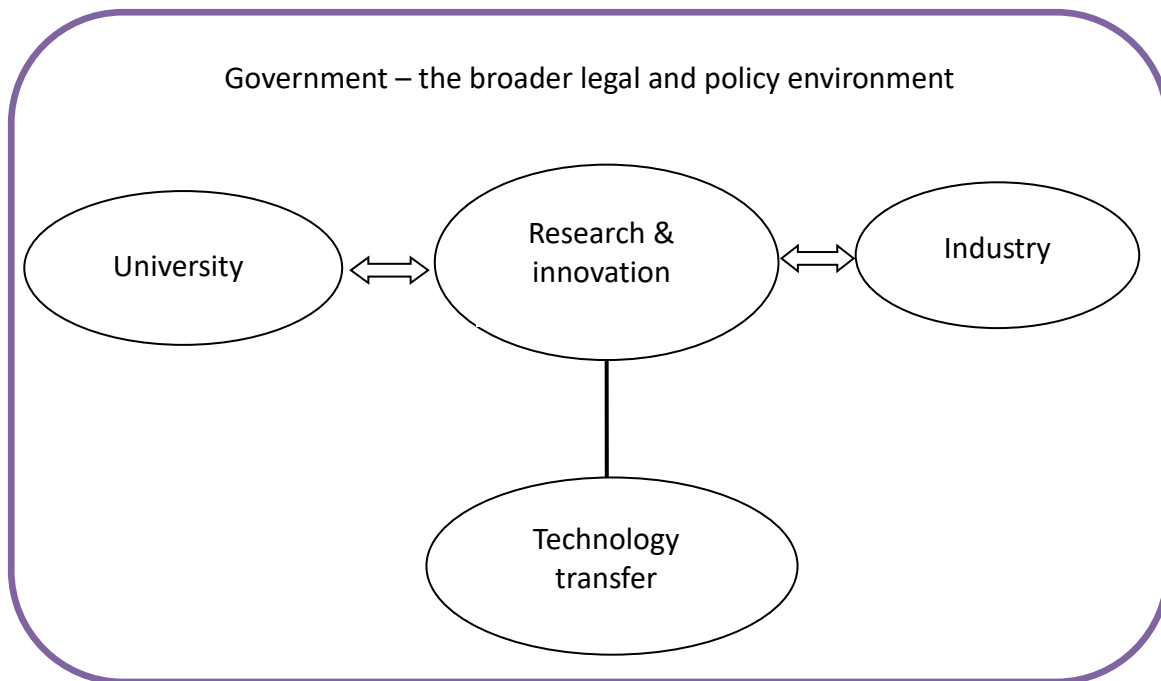 Government – the broader legal and policy environment
University
Research &
innovation
Industry
Technology
transfer